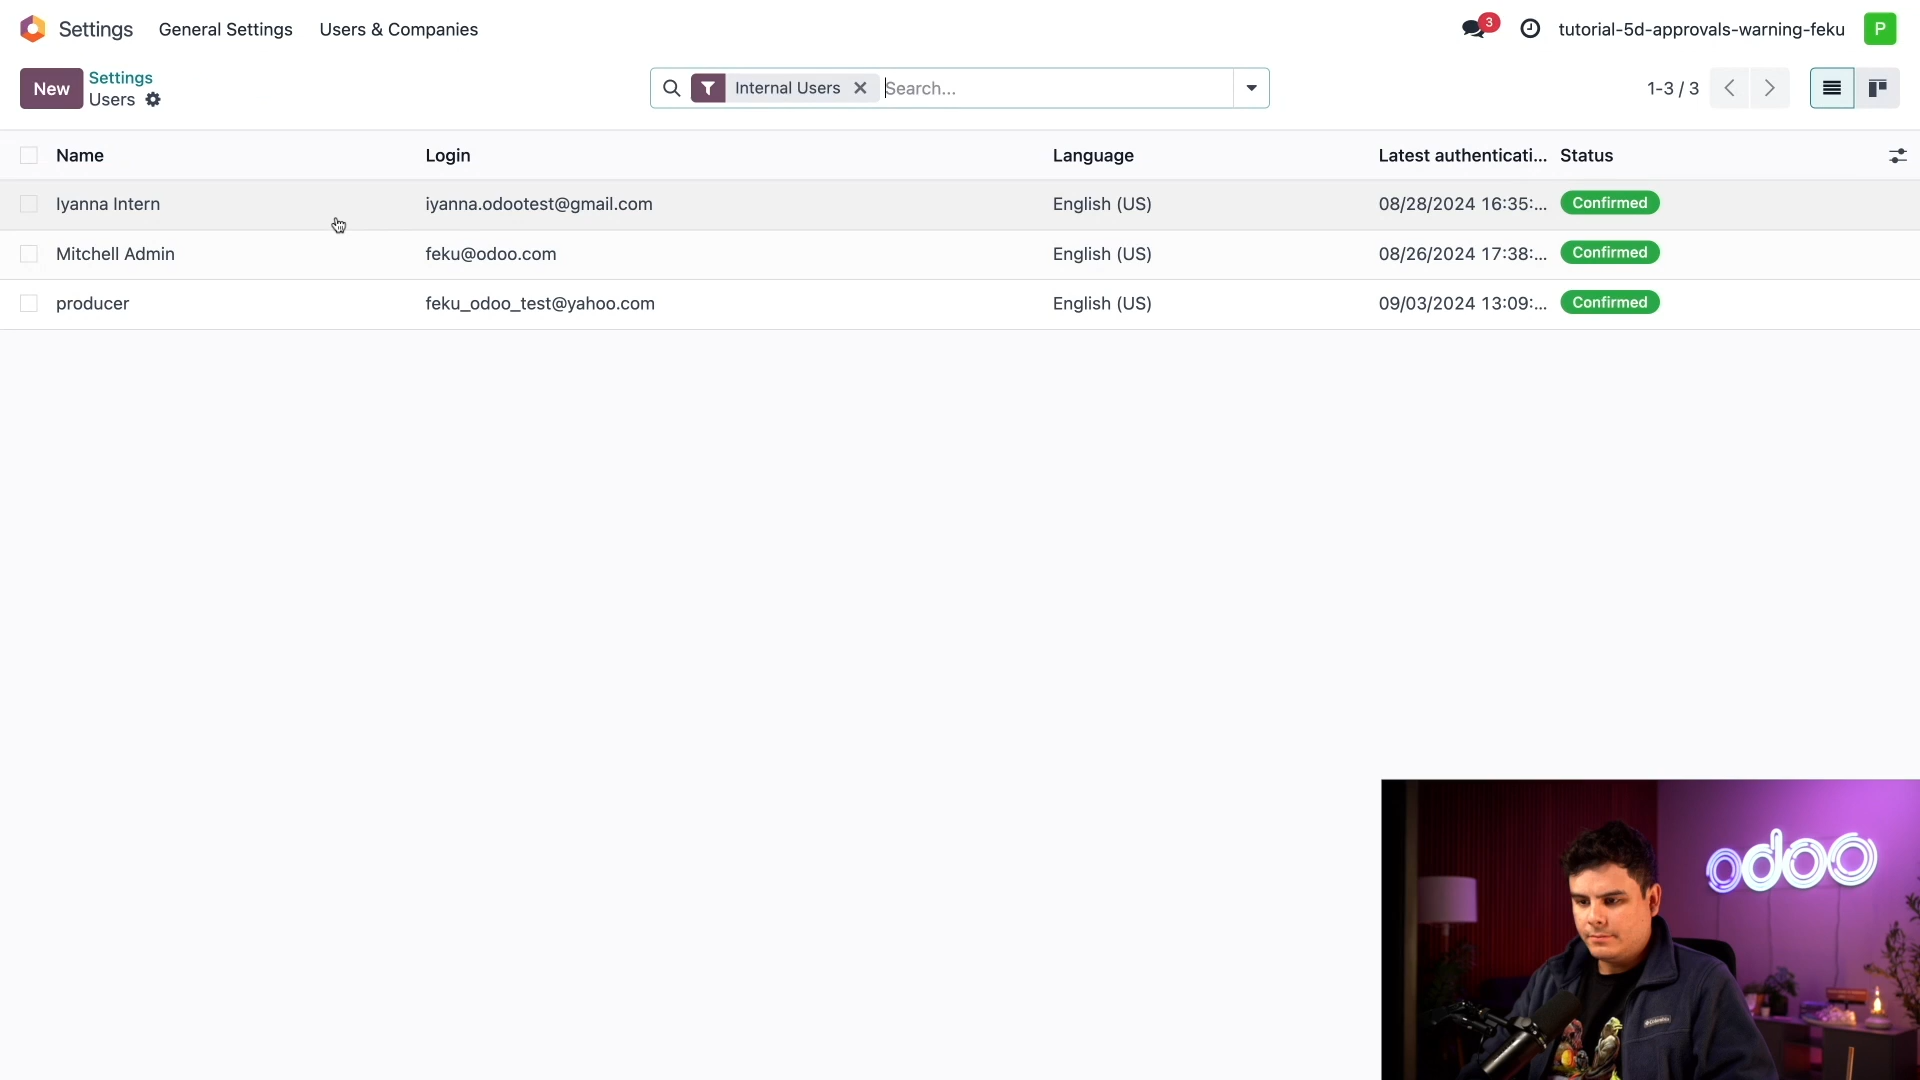 Settings General Settings Users & Companies 3 tutorial-5d-approvals-warning-feku P
New Settings Users Internal Users Search... 1-3 / 3
Name Login Language Latest authenticati... Status
Iyanna Intern iyanna.odootest@gmail.com English (US) 08/28/2024 16:35:... Confirmed
Mitchell Admin feku@odoo.com English (US) 08/26/2024 17:38:... Confirmed
producer feku_odoo_test@yahoo.com English (US) 09/03/2024 13:09:... Confirmed
odoo
Columbia